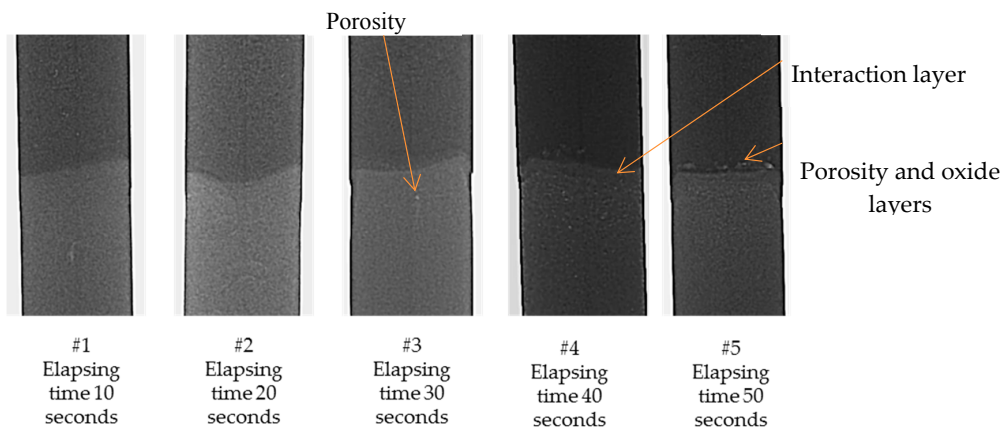 Porosity
Interaction layer
Porosity and oxide
layers
#1
Elapsing
time 10
seconds
#2
Elapsing
time 20
seconds
#3
Elapsing
time 30
seconds
#4
Elapsing
time 40
seconds
#5
Elapsing
time 50
seconds